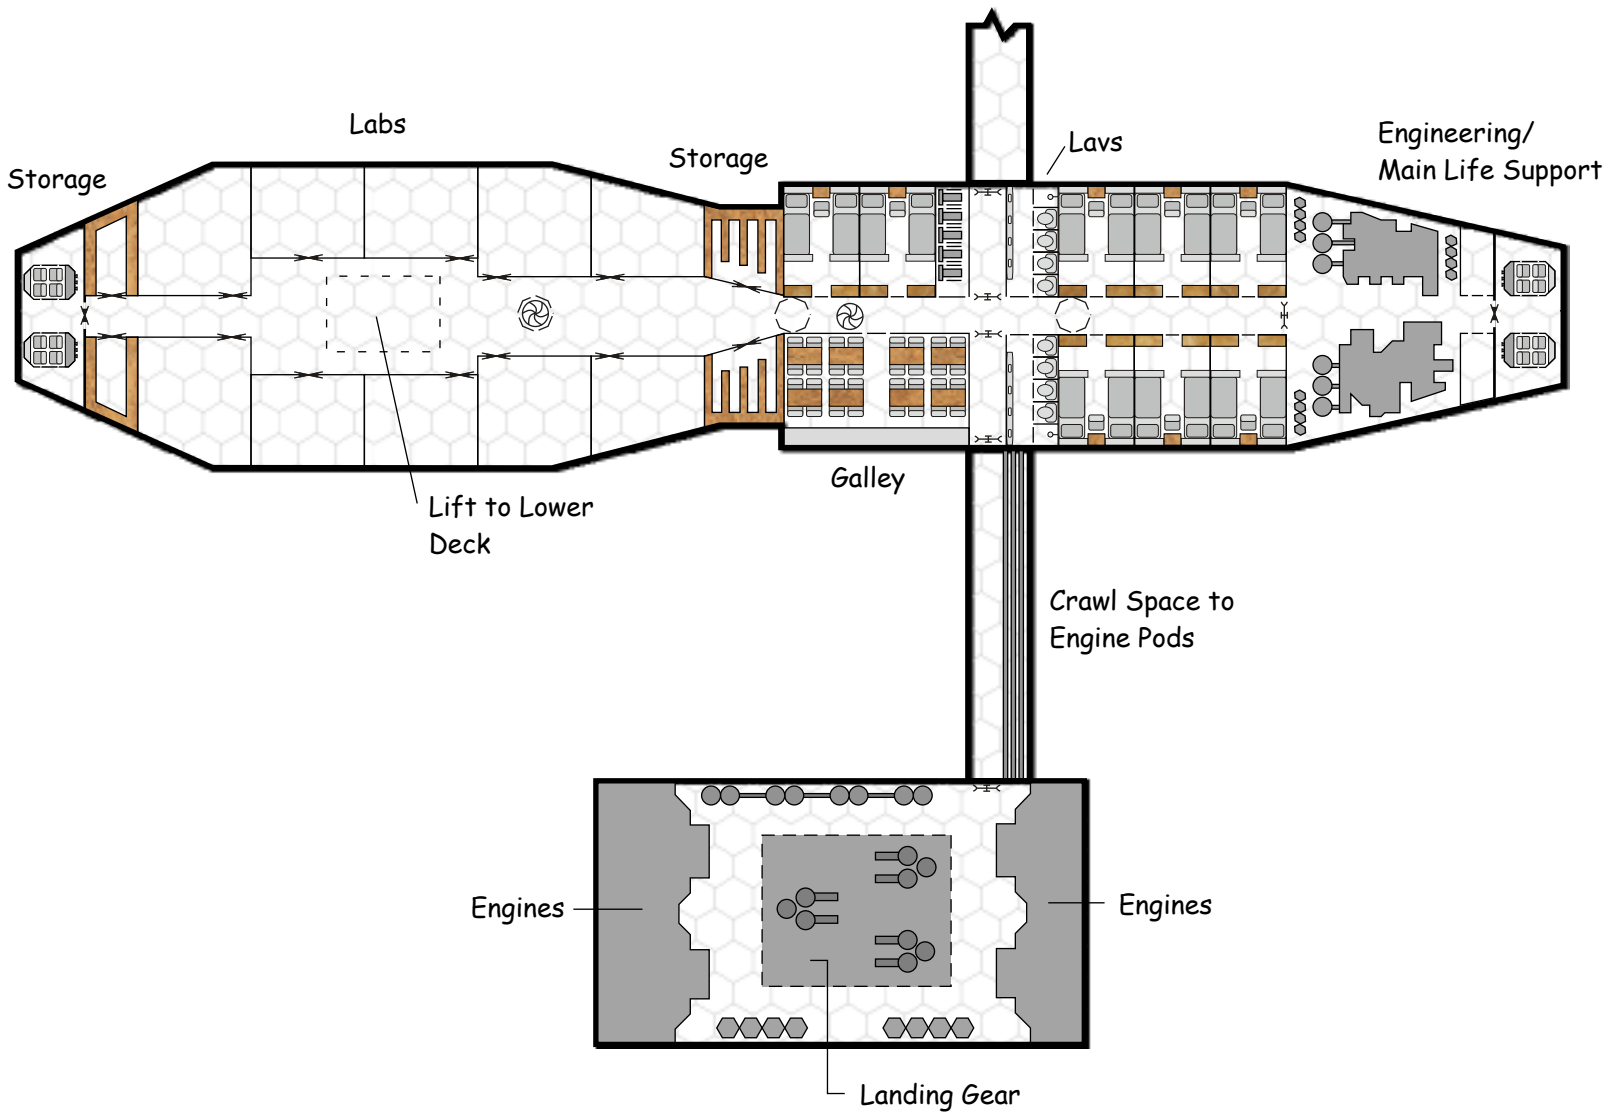 Labs
Storage
Storage
Lavs
Engineering/
Main Life Support
Galley
Lift to Lower
Deck
Crawl Space to
Engine Pods
Engines
Engines
Landing Gear